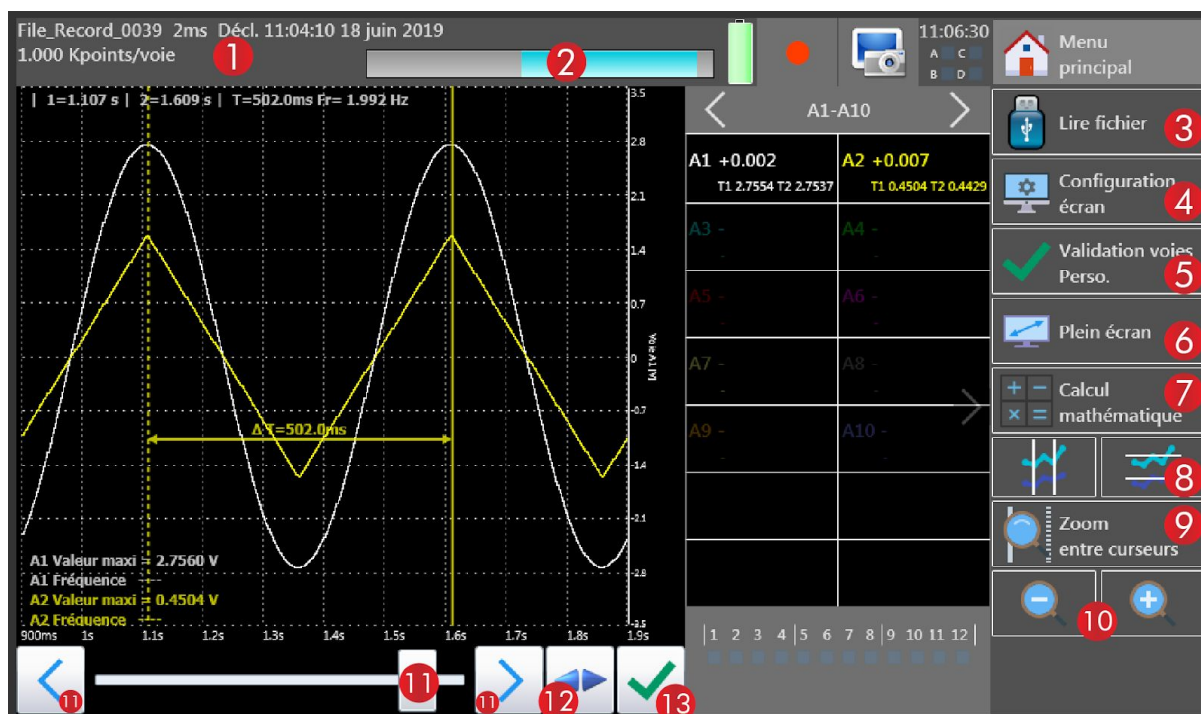 File_Record_0039 2ms Décl. 11:04:10 18 juin 2019
1.000 Kpoints/voie
1
2
11:06:30
A C
B D
Menu
principal
| 1=1.107 s | 2=1.609 s | T=502.0ms Fr= 1.992 Hz
3.5
2.8
2.1
1.4
0.7
0
-0.7
-1.4
-2.1
-2.8
-3.5
Voie A1 [V]
Δ T=502.0ms
A1 Valeur maxi = 2.7560 V
A1 Fréquence ----
A2 Valeur maxi = 0.4504 V
A2 Fréquence ----
900ms 1s 1.1s 1.2s 1.3s 1.4s 1.5s 1.6s 1.7s 1.8s 1.9s
A1-A10
A1 +0.002
T1 2.7554 T2 2.7537
A2 +0.007
T1 0.4504 T2 0.4429
A3 -
-
A4 -
-
A5 -
-
A6 -
-
A7 -
-
A8 -
-
A9 -
-
A10 -
-
|1 2 3 4 |5 6 7 8 |9 10 11 12|
Lire fichier
3
Configuration
écran
4
Validation voies
Perso.
5
Plein écran
6
+ −
× =
Calcul
mathématique
7
8
Zoom
entre curseurs
9
10
11
11
11
12
13